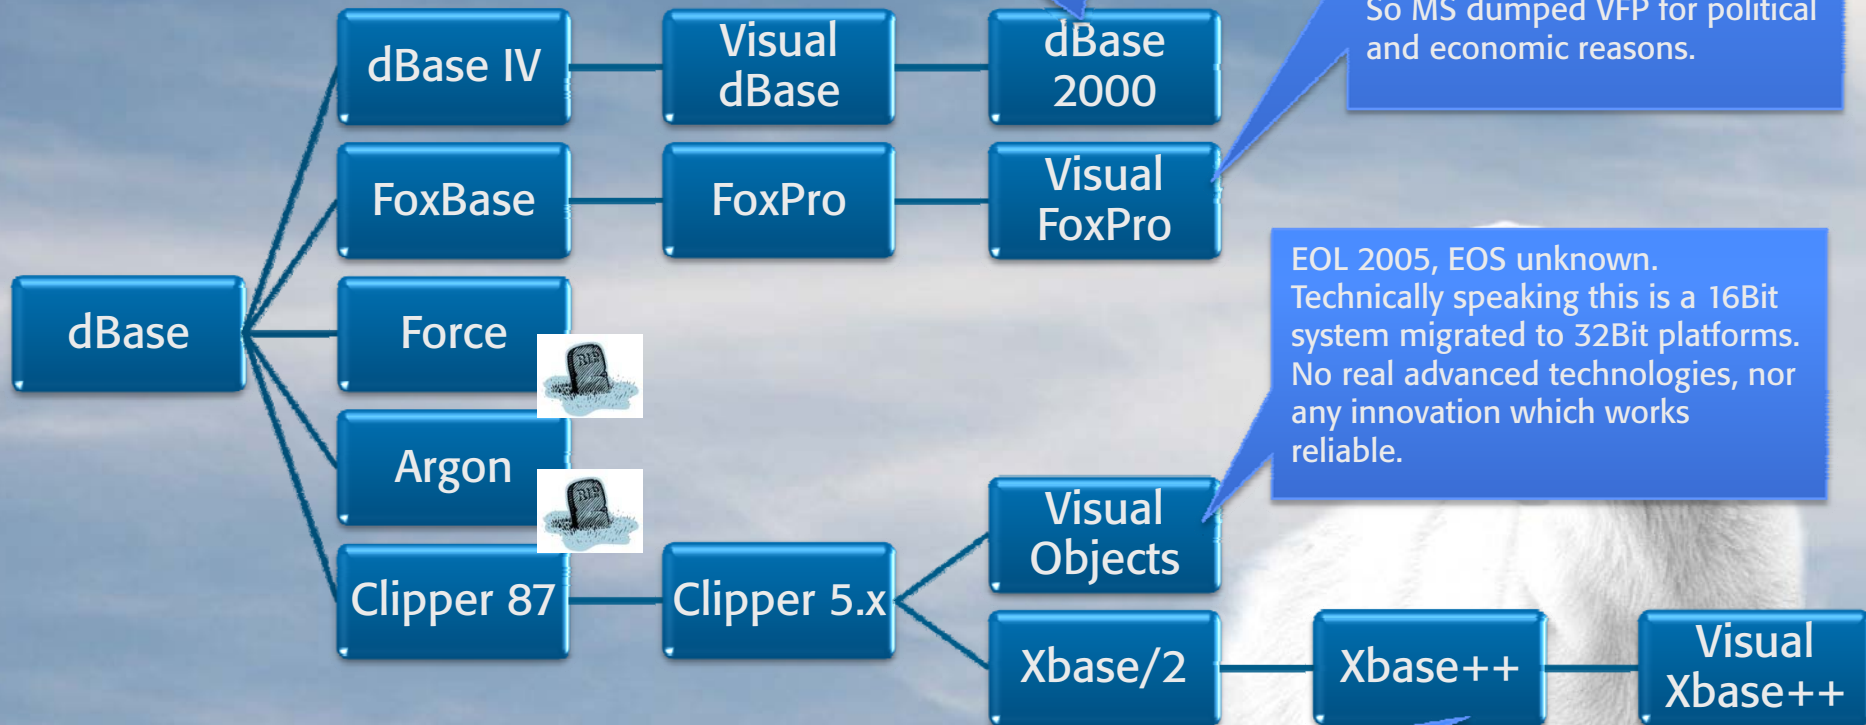 So MS dumped VFP for political
and economic reasons.
dBase IV
Visual
dBase
dBase
2000
FoxBase
FoxPro
Visual
FoxPro
EOL 2005, EOS unknown.
Technically speaking this is a 16Bit
system migrated to 32Bit platforms.
No real advanced technologies, nor
any innovation which works
reliable.
dBase
Force
RIP
Argon
RIP
Visual
Objects
Clipper 87
Clipper 5.x
Xbase/2
Xbase++
Visual
Xbase++